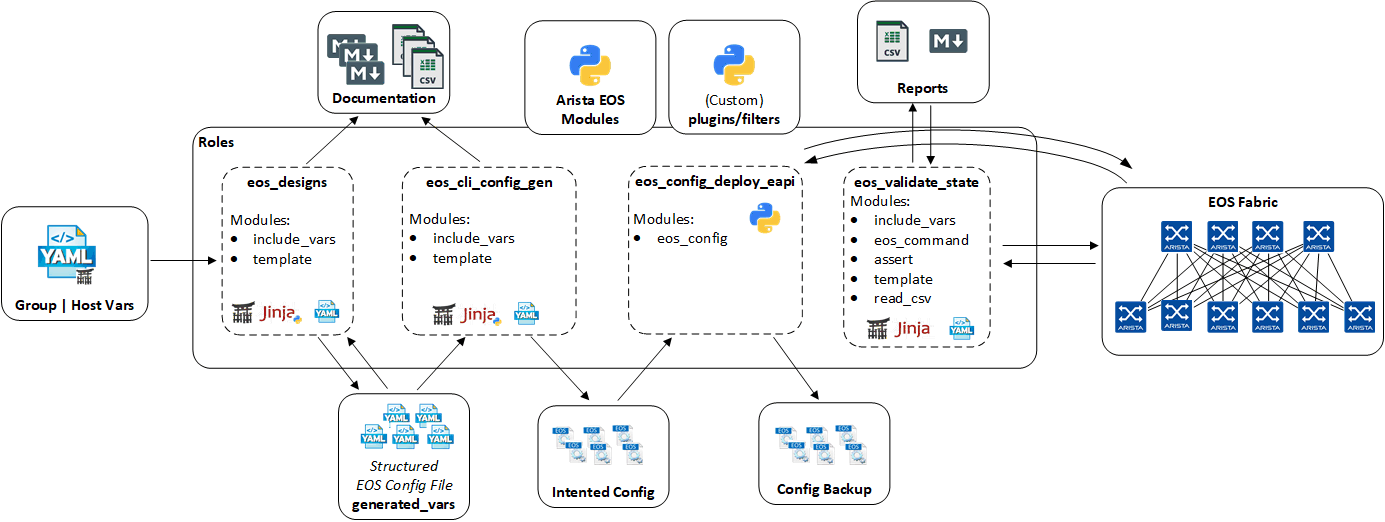 CSV
M
M
M
CSV
Documentation
Arista EOS
Modules
(Custom)
plugins/filters
CSV
M
Reports
Roles
eos_designs
Modules:
• include_vars
• template
Jinja
YAML
eos_cli_config_gen
Modules:
• include_vars
• template
Jinja
YAML
eos_config_deploy_eapi
Modules:
• eos_config
eos_validate_state
Modules:
• include_vars
• eos_command
• assert
• template
• read_csv
Jinja
YAML
YAML
Group | Host Vars
EOS Fabric
ARISTA
ARISTA
ARISTA
ARISTA
ARISTA
ARISTA
ARISTA
ARISTA
ARISTA
ARISTA
YAML
YAML
YAML
YAML
YAML
Structured
EOS Config File
generated_vars
EOS
EOS
EOS
EOS
EOS
EOS
Intented Config
EOS
EOS
EOS
EOS
EOS
EOS
Config Backup